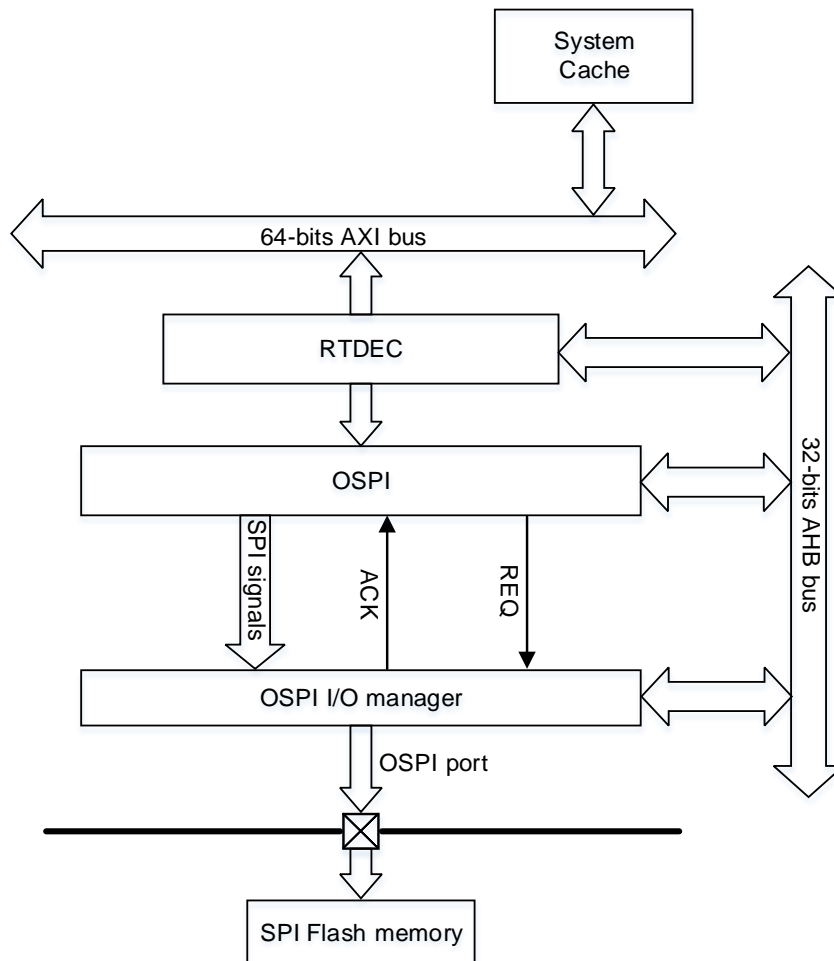 System
Cache
64-bits AXI bus
RTDEC
OSPI
32-bits AHB bus
SPI signals
ACK
REQ
OSPI I/O manager
OSPI port
SPI Flash memory